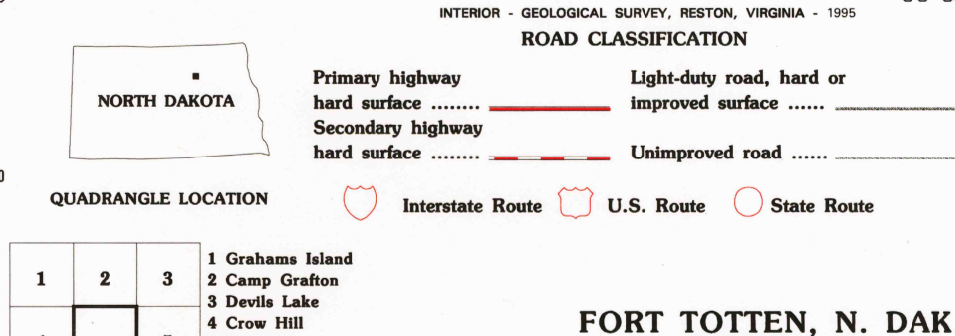 INTERIOR - GEOLOGICAL SURVEY, RESTON, VIRGINIA - 1995
ROAD CLASSIFICATION
Primary highway
hard surface ........
Light-duty road, hard or
improved surface ......
Secondary highway
hard surface ........
Unimproved road ......
Interstate Route
U.S. Route
State Route
NORTH DAKOTA
QUADRANGLE LOCATION
1 2 3
1 Grahams Island
2 Camp Grafton
3 Devils Lake
4 Crow Hill
FORT TOTTEN, N. DAK